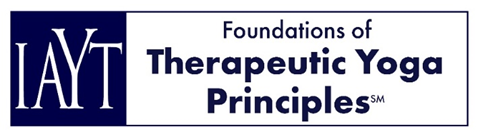 IAYT
Foundations of
Therapeutic Yoga
Principles℠